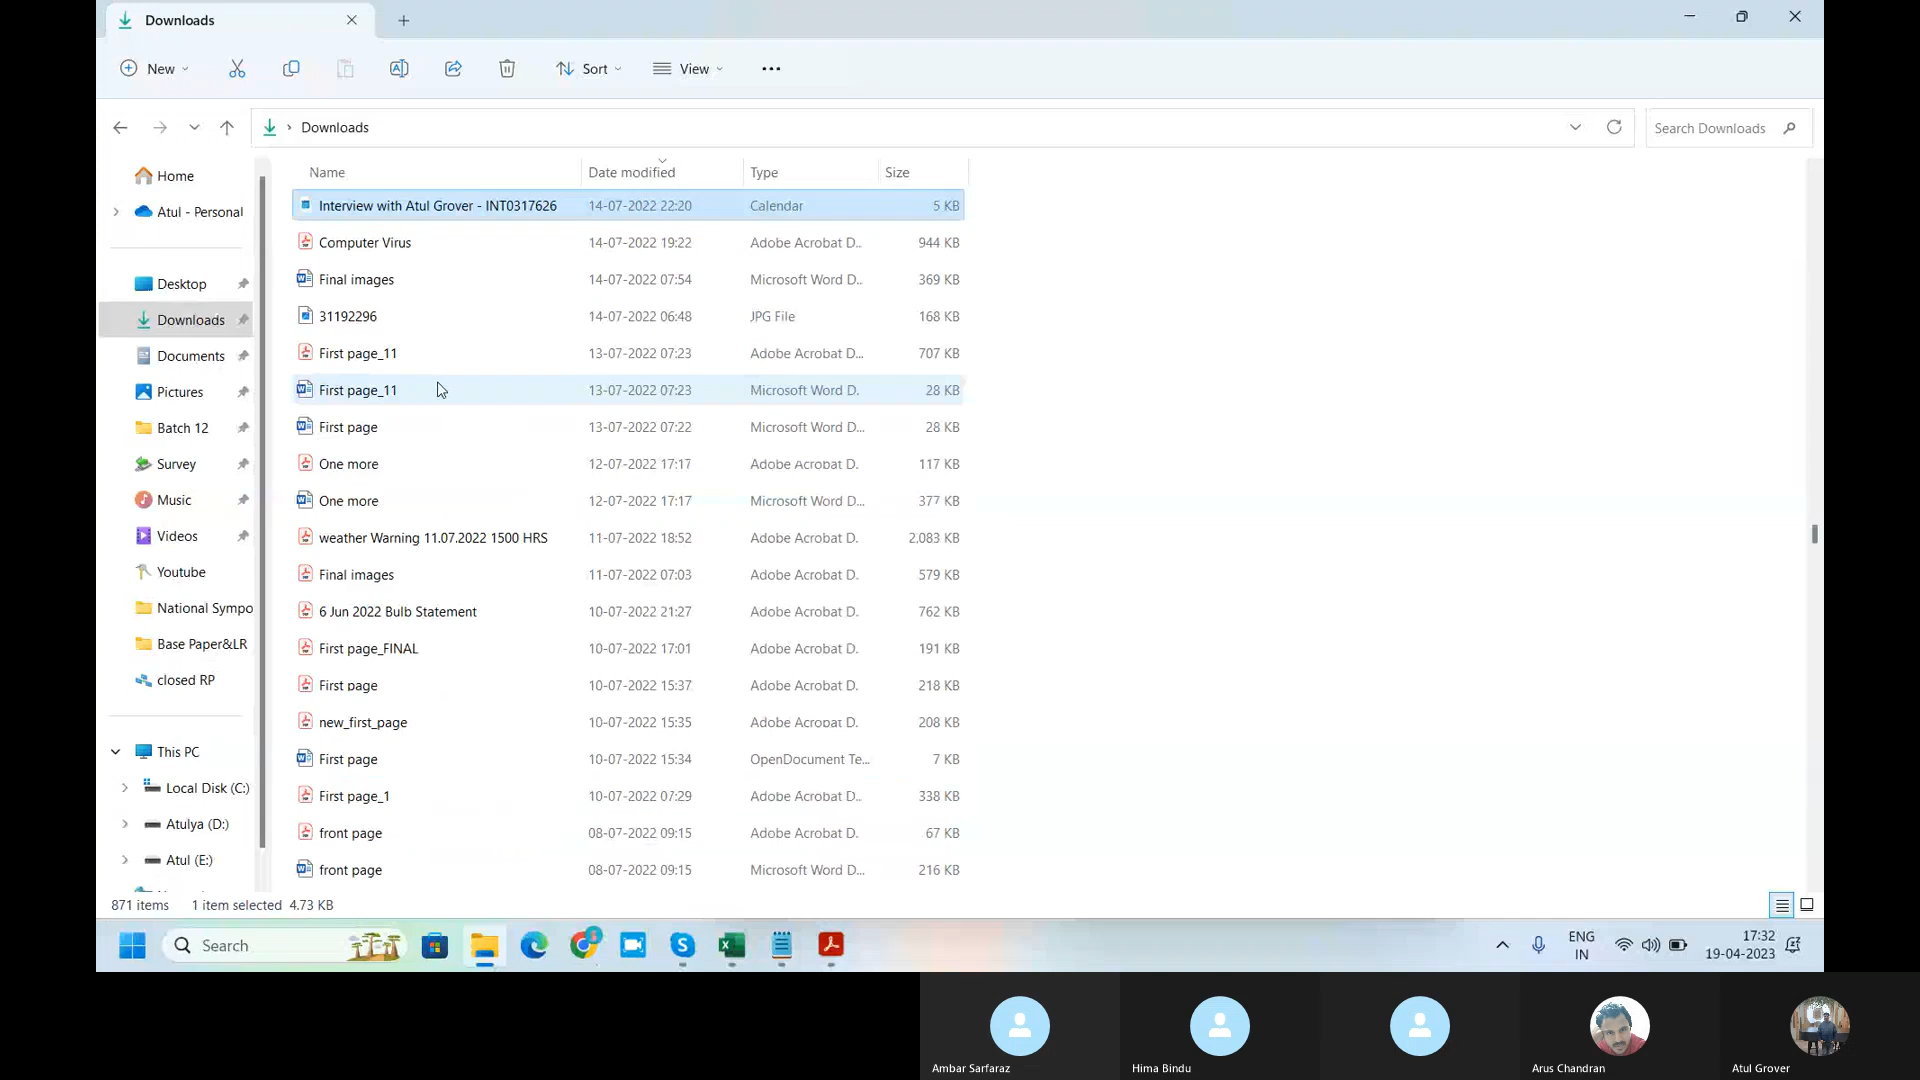 Downloads
New
Sort
View
Downloads
Search Downloads
Home
Atul - Personal
Desktop
Downloads
Documents
Pictures
Batch 12
Survey
Music
Videos
Youtube
National Sympo
Base Paper&LR
closed RP
This PC
Local Disk (C:)
Atulya (D:)
Atul (E:)
Name Date modified Type Size
Interview with Atul Grover - INT0317626 14-07-2022 22:20 Calendar 5 KB
Computer Virus 14-07-2022 19:22 Adobe Acrobat D.. 944 KB
Final images 14-07-2022 07:54 Microsoft Word D.. 369 KB
31192296 14-07-2022 06:48 JPG File 168 KB
First page_11 13-07-2022 07:23 Adobe Acrobat D... 707 KB
First page_11 13-07-2022 07:23 Microsoft Word D. 28 KB
First page 13-07-2022 07:22 Microsoft Word D... 28 KB
One more 12-07-2022 17:17 Adobe Acrobat D. 117 KB
One more 12-07-2022 17:17 Microsoft Word D... 377 KB
weather Warning 11.07.2022 1500 HRS 11-07-2022 18:52 Adobe Acrobat D. 2,083 KB
Final images 11-07-2022 07:03 Adobe Acrobat D. 579 KB
6 Jun 2022 Bulb Statement 10-07-2022 21:27 Adobe Acrobat D. 762 KB
First page_FINAL 10-07-2022 17:01 Adobe Acrobat D. 191 KB
First page 10-07-2022 15:37 Adobe Acrobat D. 218 KB
new_first_page 10-07-2022 15:35 Adobe Acrobat D. 208 KB
First page 10-07-2022 15:34 OpenDocument Te... 7 KB
First page_1 10-07-2022 07:29 Adobe Acrobat D.. 338 KB
front page 08-07-2022 09:15 Adobe Acrobat D. 67 KB
front page 08-07-2022 09:15 Microsoft Word D... 216 KB
871 items 1 item selected 4.73 KB
Search
ENG
IN
17:32
19-04-2023
Ambar Sarfaraz
Hima Bindu
Arus Chandran
Atul Grover